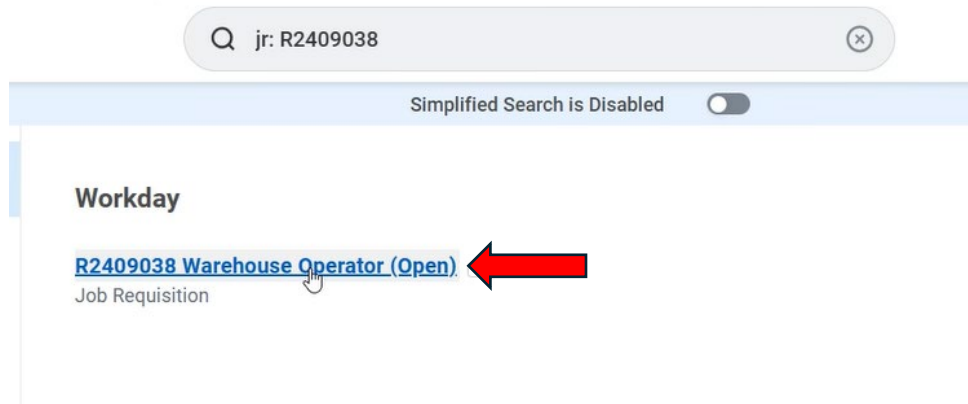 jr: R2409038
Simplified Search is Disabled
Workday
R2409038 Warehouse Operator (Open)
Job Requisition